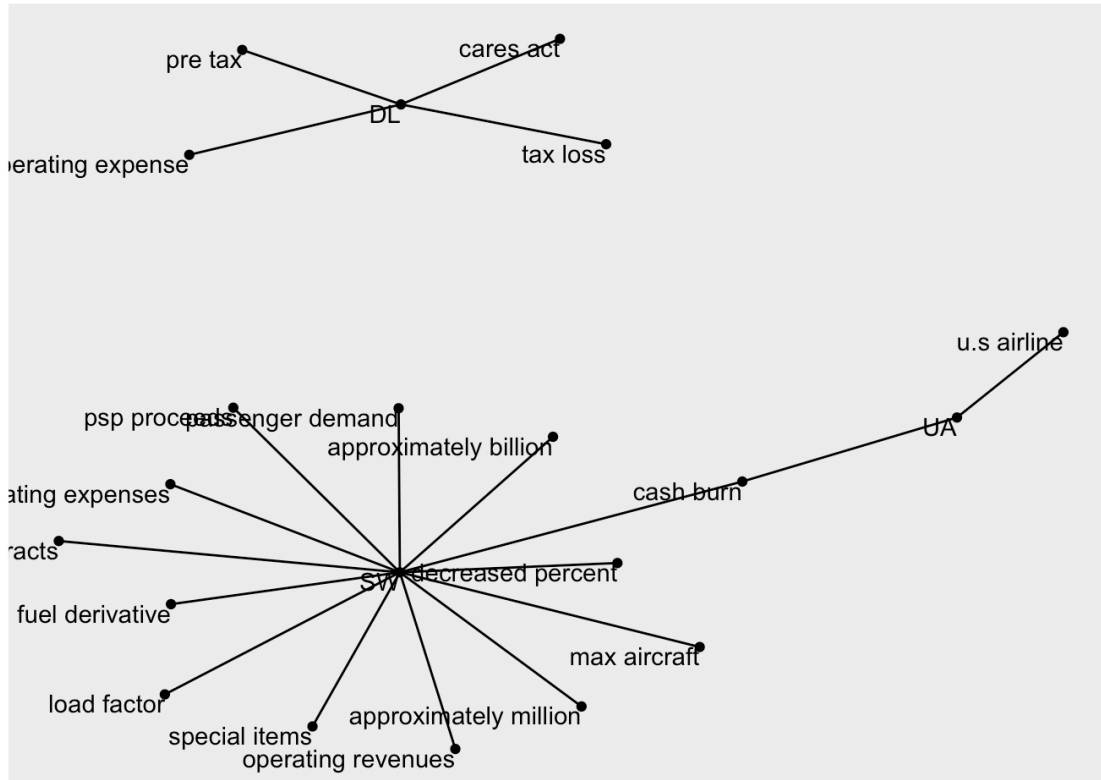 cares act
pre tax
DL
tax loss
perating expense
u.s airline
psp proceeds
passenger demand
UA
approximately billion
cash burn
ating expenses
racts
decreased percent
SW
fuel derivative
max aircraft
load factor
approximately million
special items
operating revenues